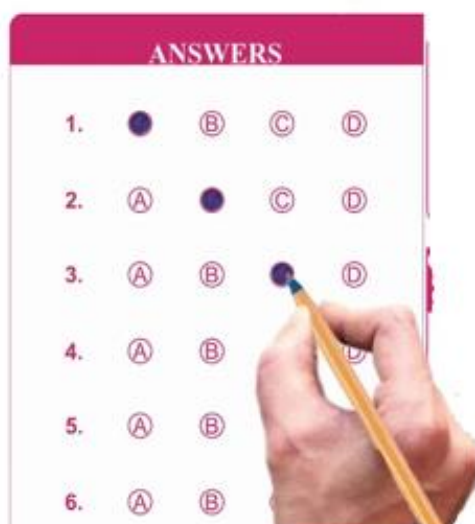 ANSWERS
1. Ⓑ Ⓒ Ⓓ
2. Ⓐ Ⓒ Ⓓ
3. Ⓐ Ⓑ Ⓓ
4. Ⓐ Ⓑ Ⓓ
5. Ⓐ Ⓑ
6. Ⓐ Ⓑ